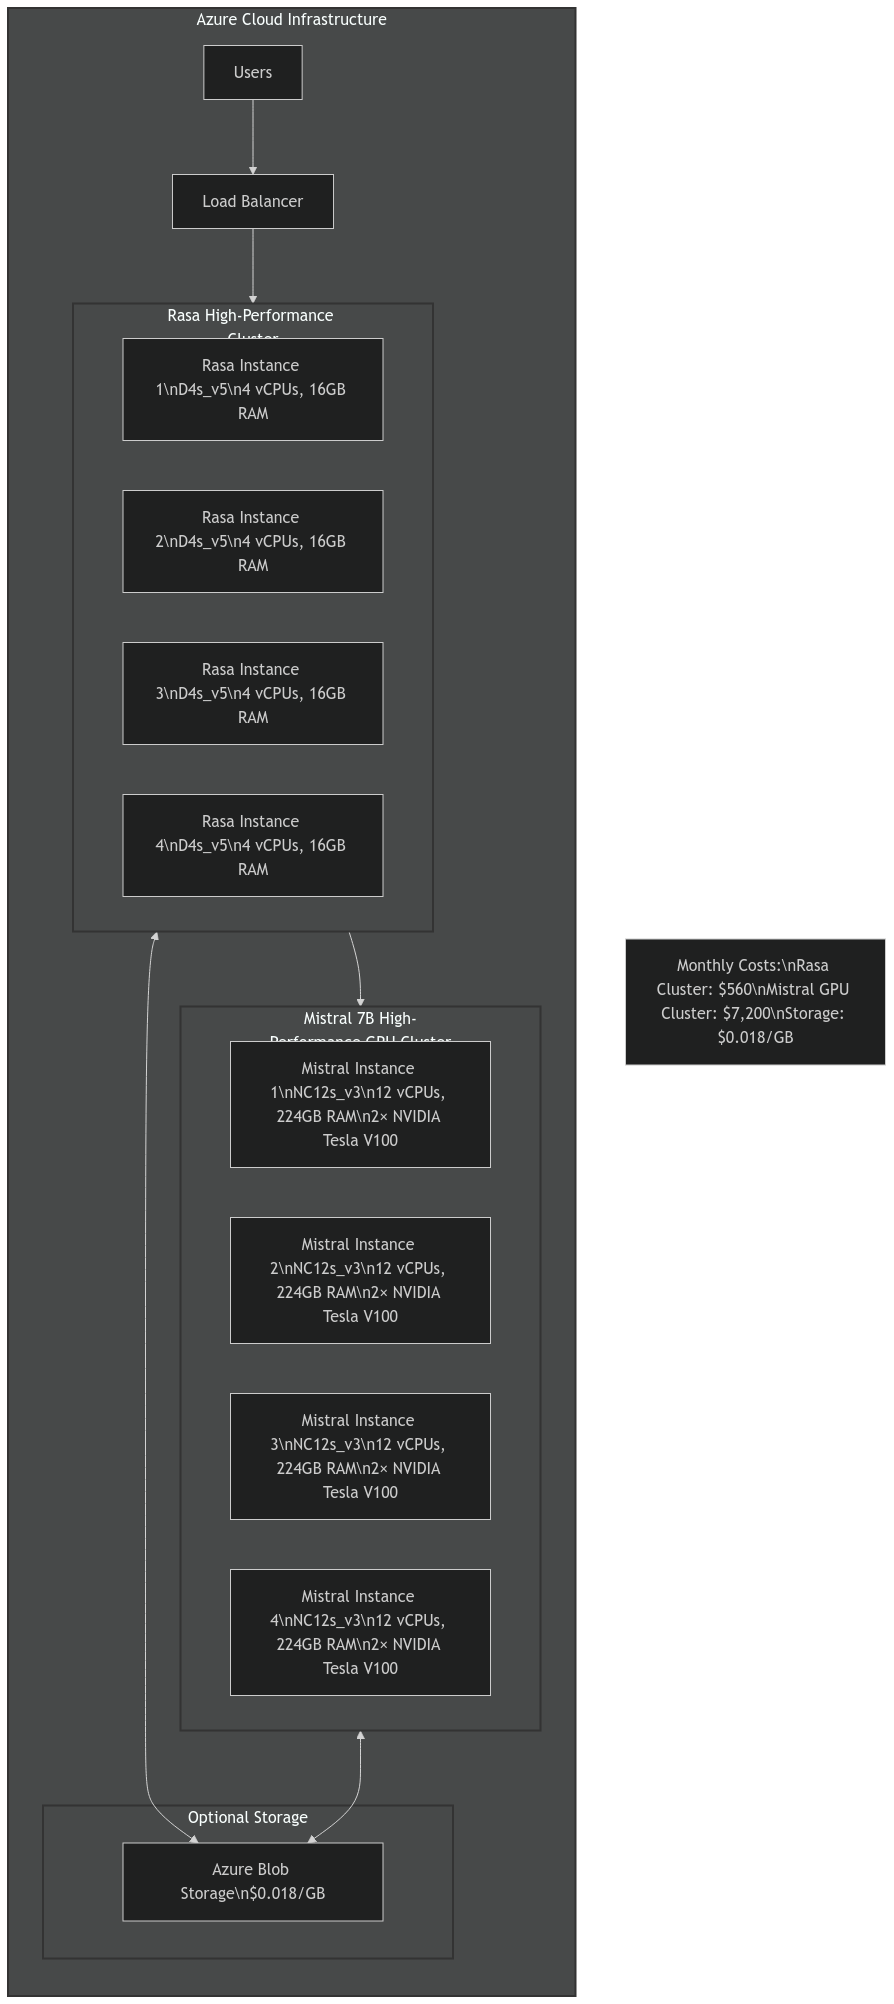 Azure Cloud Infrastructure
Users
Load Balancer
Rasa High-Performance
Cluster
Rasa Instance
1\nD4s_v5\n4 vCPUs, 16GB
RAM
Rasa Instance
2\nD4s_v5\n4 vCPUs, 16GB
RAM
Rasa Instance
3\nD4s_v5\n4 vCPUs, 16GB
RAM
Rasa Instance
4\nD4s_v5\n4 vCPUs, 16GB
RAM
Monthly Costs:\nRasa
Cluster: $560\nMistral GPU
Cluster: $7,200\nStorage:
$0.018/GB
Mistral 7B High-
Performance GPU Cluster
Mistral Instance
1\nNC12s_v3\n12 vCPUs,
224GB RAM\n2× NVIDIA
Tesla V100
Mistral Instance
2\nNC12s_v3\n12 vCPUs,
224GB RAM\n2× NVIDIA
Tesla V100
Mistral Instance
3\nNC12s_v3\n12 vCPUs,
224GB RAM\n2× NVIDIA
Tesla V100
Mistral Instance
4\nNC12s_v3\n12 vCPUs,
224GB RAM\n2× NVIDIA
Tesla V100
Optional Storage
Azure Blob
Storage\n$0.018/GB